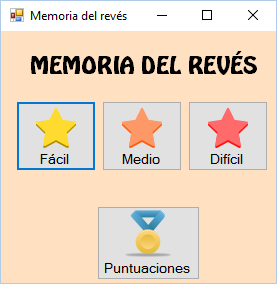 Memoria del revés
MEMORIA DEL REVÉS
Fácil
Medio
Difícil
Puntuaciones